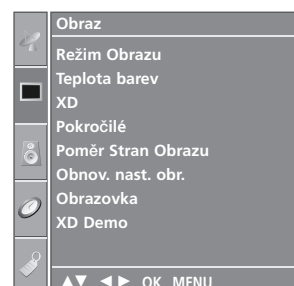 Obraz
Režim Obrazu
Teplota barev
XD
Pokročilé
Poměr Stran Obrazu
Obnov. nast. obr.
Obrazovka
XD Demo
▲▼ ◄► OK MENU